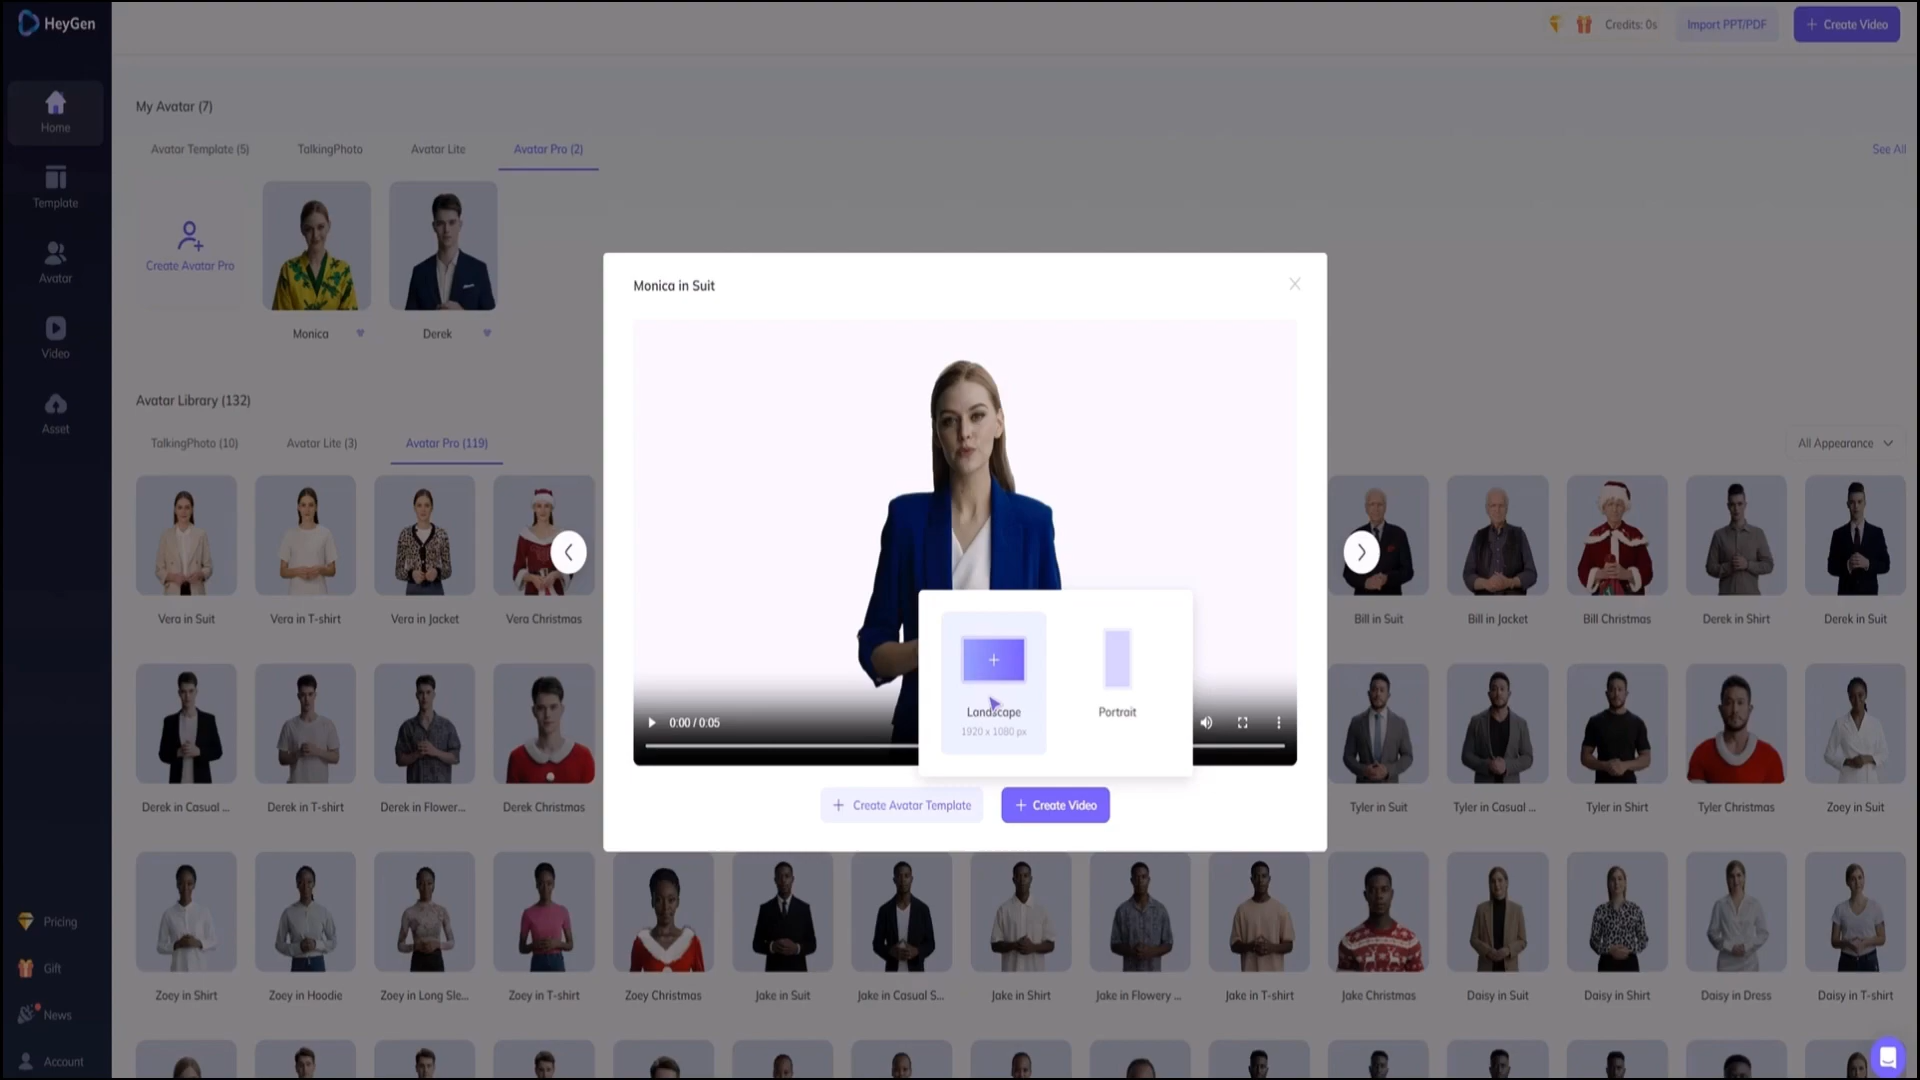 HeyGen
Credits: 0s
Import PPT/PDF
+ Create Video
Home
Template
Avatar
Video
Asset
Pricing
Gift
News
Account
My Avatar (7)
Avatar Template (5)
TalkingPhoto
Avatar Lite
Avatar Pro (2)
See All
Create Avatar Pro
Monica
Derek
Avatar Library (132)
TalkingPhoto (10)
Avatar Lite (3)
Avatar Pro (119)
All Appearance
Vera in Suit
Vera in T-shirt
Vera in Jacket
Vera Christmas
Bill in Suit
Bill in Jacket
Bill Christmas
Derek in Shirt
Derek in Suit
Derek in Casual ...
Derek in T-shirt
Derek in Flower...
Derek Christmas
Tyler in Suit
Tyler in Casual ...
Tyler in Shirt
Tyler Christmas
Zoey in Suit
Zoey in Shirt
Zoey in Hoodie
Zoey in Long Sle...
Zoey in T-shirt
Zoey Christmas
Jake in Suit
Jake in Casual S...
Jake in Shirt
Jake in Flowery ...
Jake in T-shirt
Jake Christmas
Daisy in Suit
Daisy in Shirt
Daisy in Dress
Daisy in T-shirt
Monica in Suit
0:00 / 0:05
Landscape
1920 x 1080 px
Portrait
+ Create Avatar Template
+ Create Video